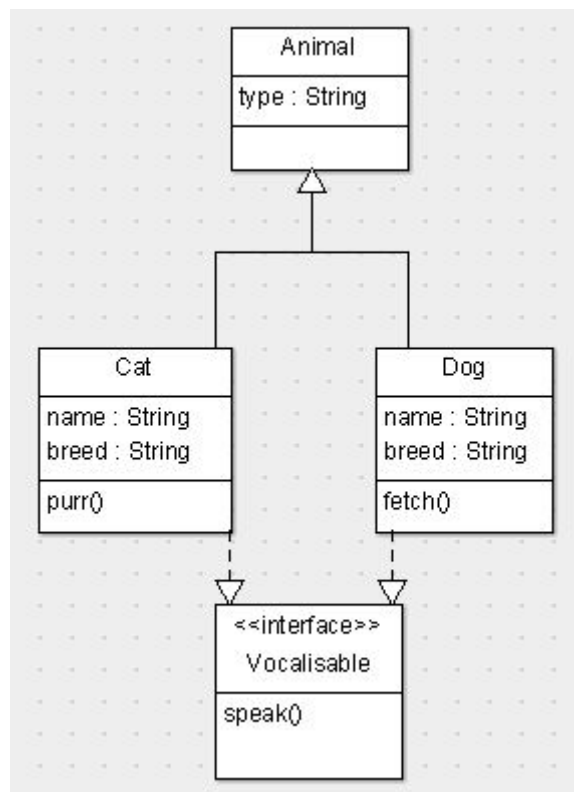 Animal
type : String
Cat
name : String
breed : String
purr()
Dog
name : String
breed : String
fetch()
<<interface>>
Vocalisable
speak()